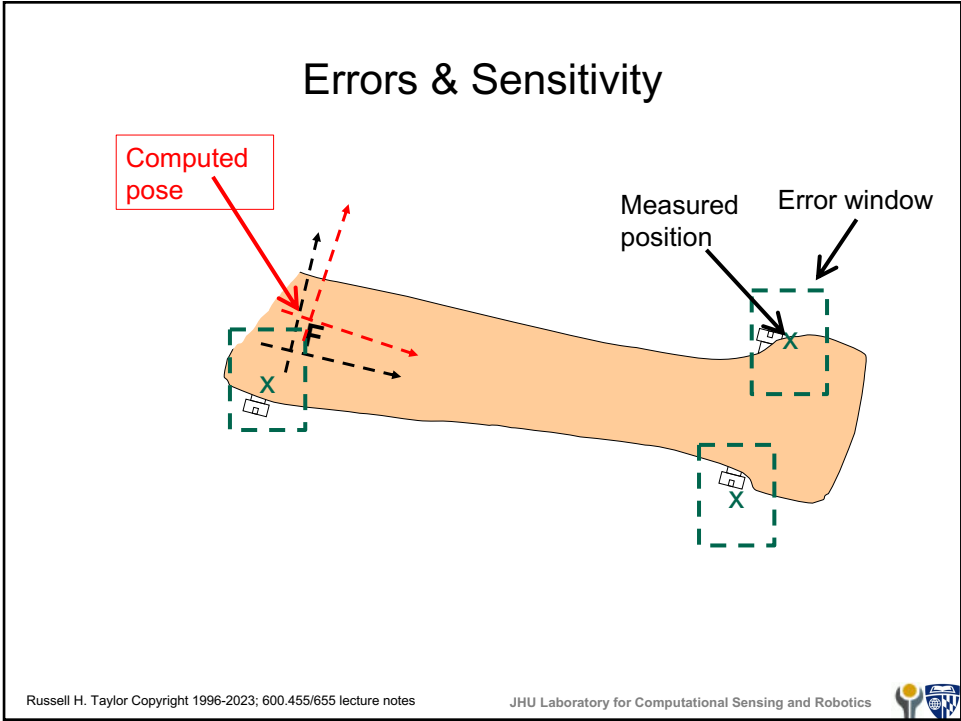 Errors & Sensitivity
Computed
pose
Measured
position
Error window
F
x
x
x
Russell H. Taylor Copyright 1996-2023; 600.455/655 lecture notes
JHU Laboratory for Computational Sensing and Robotics